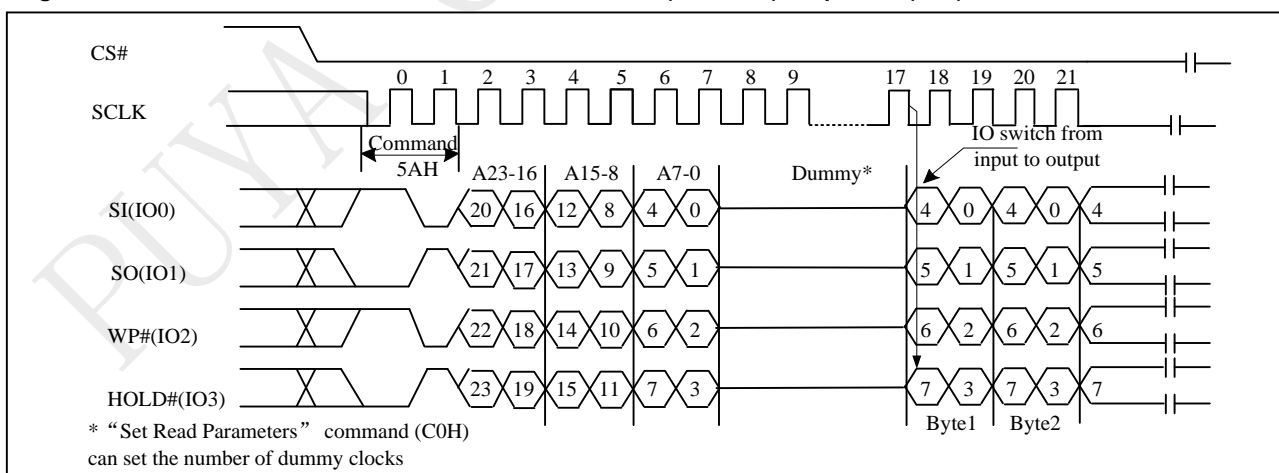 PUYA
CS#
0 1 2 3 4 5 6 7 8 9 17 18 19 20 21
SCLK
Command
5AH
IO switch from
input to output
A23-16 A15-8 A7-0 Dummy*
SI(IO0) 20 16 12 8 4 0 4 0 4 0 4
SO(IO1) 21 17 13 9 5 1 5 1 5 1 5
WP#(IO2) 22 18 14 10 6 2 6 2 6 2 6
HOLD#(IO3) 23 19 15 11 7 3 7 3 7 3 7
Byte1 Byte2
* “Set Read Parameters” command (C0H)
can set the number of dummy clocks